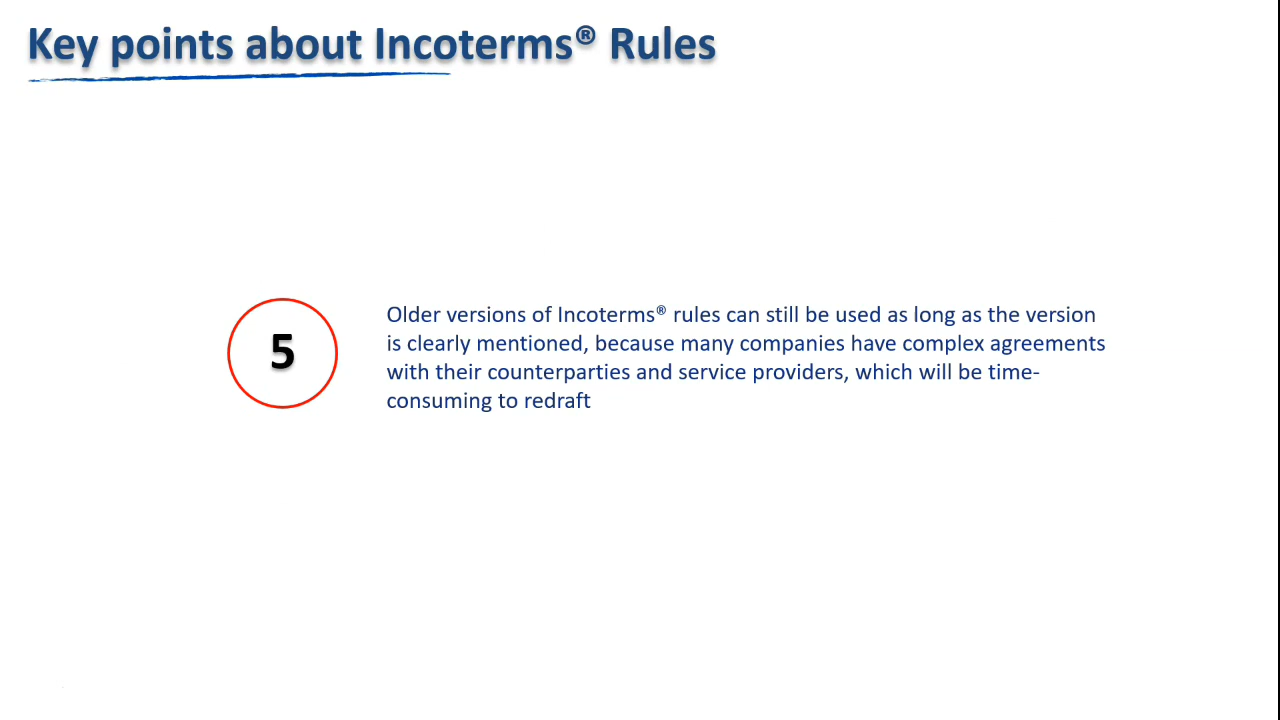 Key points about Incoterms® Rules
5
Older versions of Incoterms® rules can still be used as long as the version
is clearly mentioned, because many companies have complex agreements
with their counterparties and service providers, which will be time-
consuming to redraft